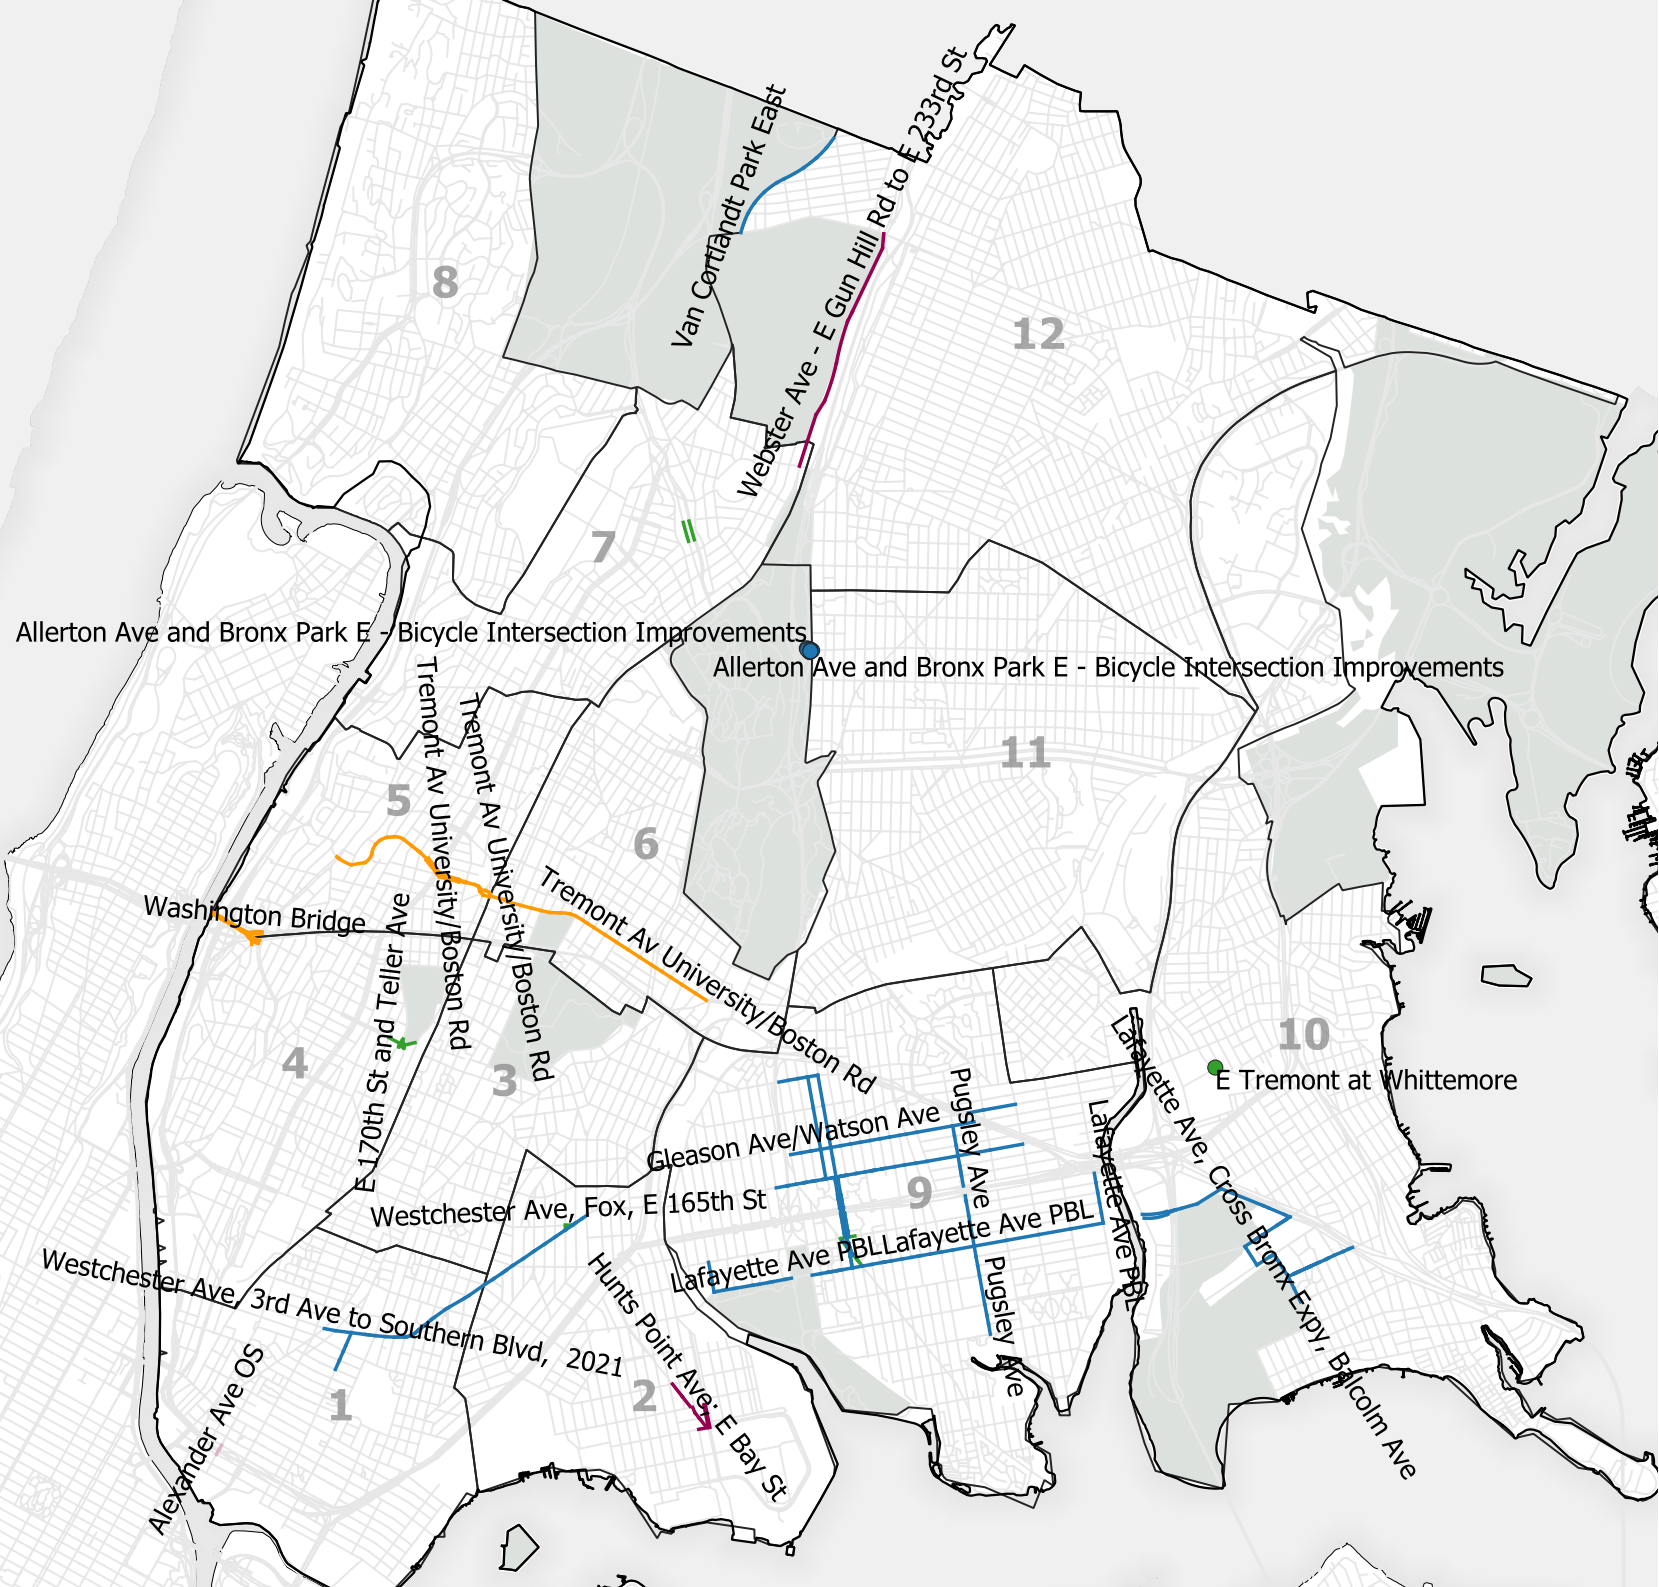 Van Cortlandt Park East
Webster Ave - E Gun Hill Rd to E 233rd St
8
12
7
Allerton Ave and Bronx Park E - Bicycle Intersection Improvements
Allerton Ave and Bronx Park E - Bicycle Intersection Improvements
Tremont Av University/Boston Rd
Tremont Av University/Boston Rd
11
5
6
Tremont Av University/Boston Rd
Washington Bridge
E 170th St and Teller Ave
4
3
10
Lafayette Ave, Cross Bronx Expy, Balcolm Ave
E Tremont at Whittemore
Pugsley Ave
Gleason Ave/Watson Ave
Lafayette Ave PBL
Westchester Ave, Fox, E 165th St
9
Lafayette Ave PBL
Lafayette Ave PBL
Pugsley Ave
Hunts Point Ave; E Bay St
Westchester Ave, 3rd Ave to Southern Blvd,  2021
Alexander Ave OS
1
2